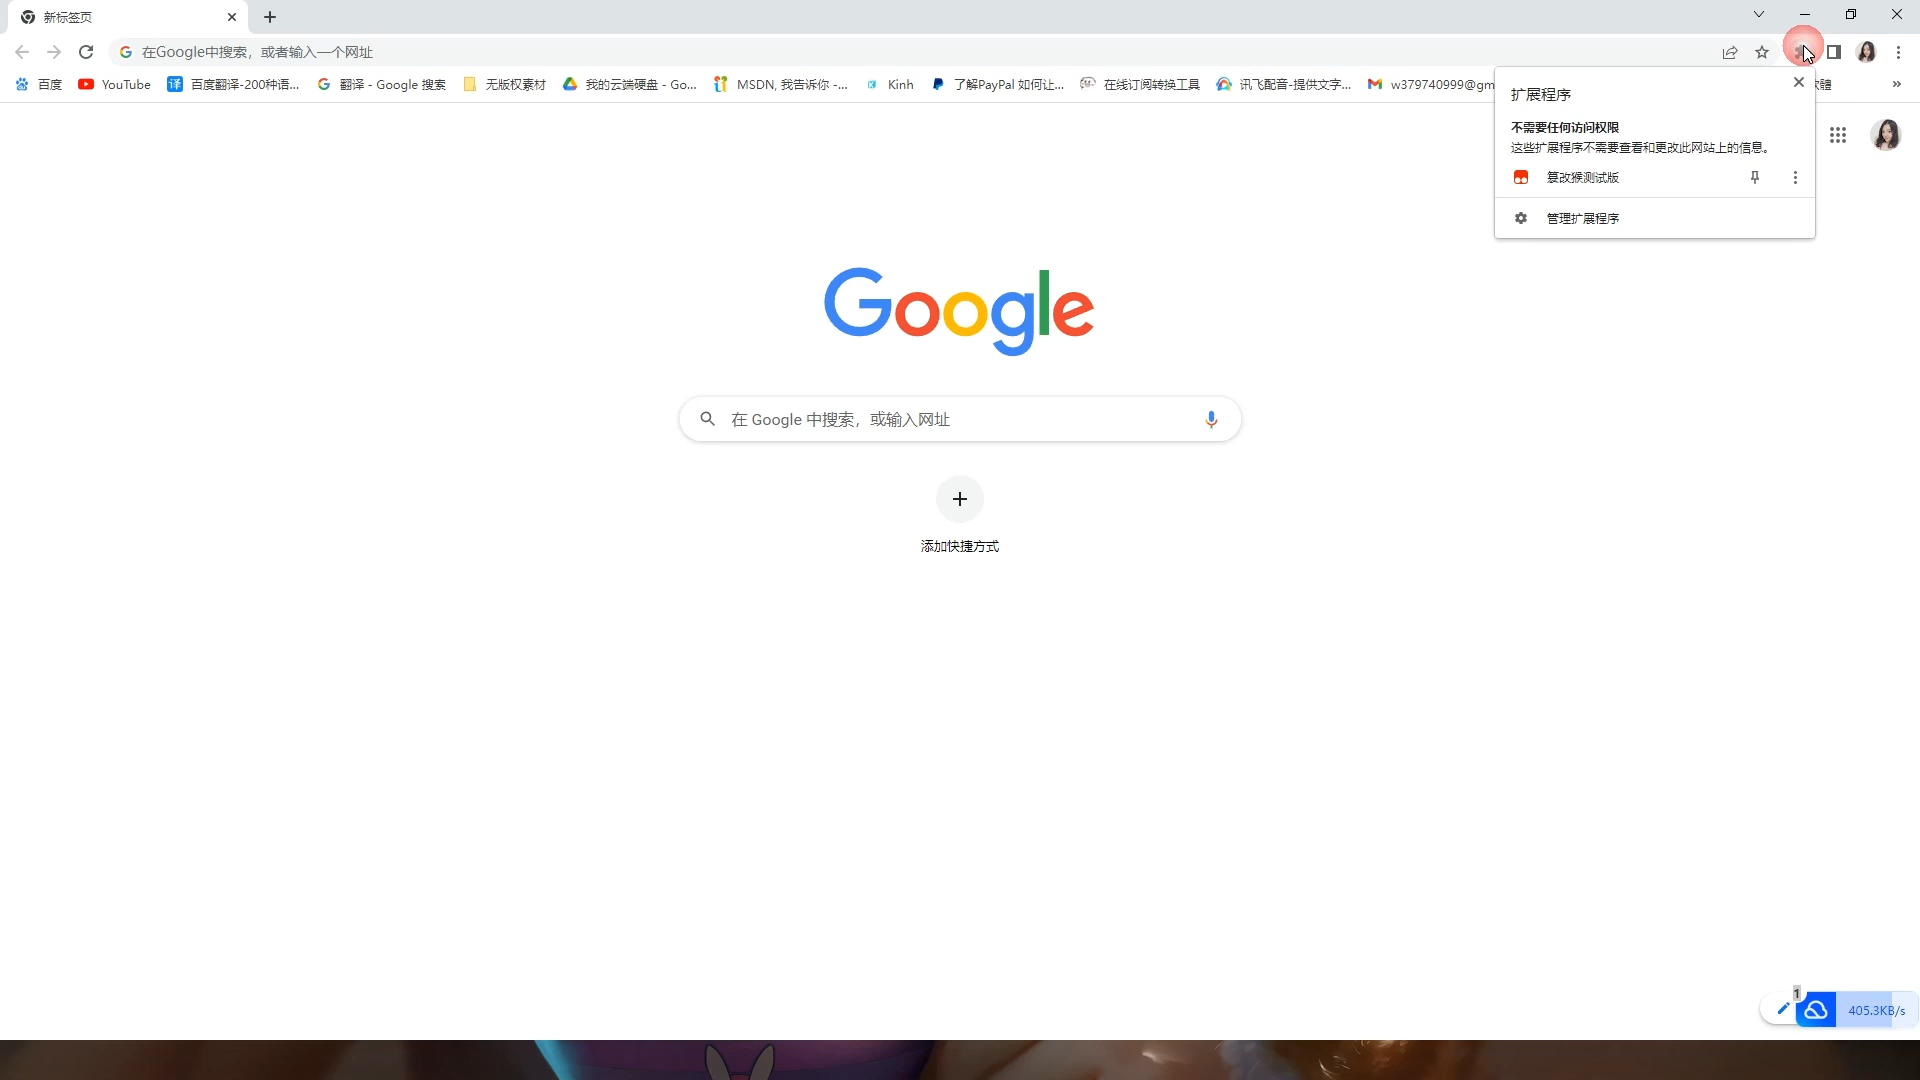 新标签页
在Google中搜索，或者输入一个网址
百度 YouTube 百度翻译-200种语... 翻译 - Google 搜索 无版权素材 我的云端硬盘 - Go... MSDN, 我告诉你 -... Kinh 了解PayPal 如何让... 在线订阅转换工具 讯飞配音-提供文字... w379740999@gm
扩展程序
不需要任何访问权限
这些扩展程序不需要查看和更改此网站上的信息。
篡改猴测试版
管理扩展程序
Google
在 Google 中搜索，或输入网址
添加快捷方式
1
405.3KB/s